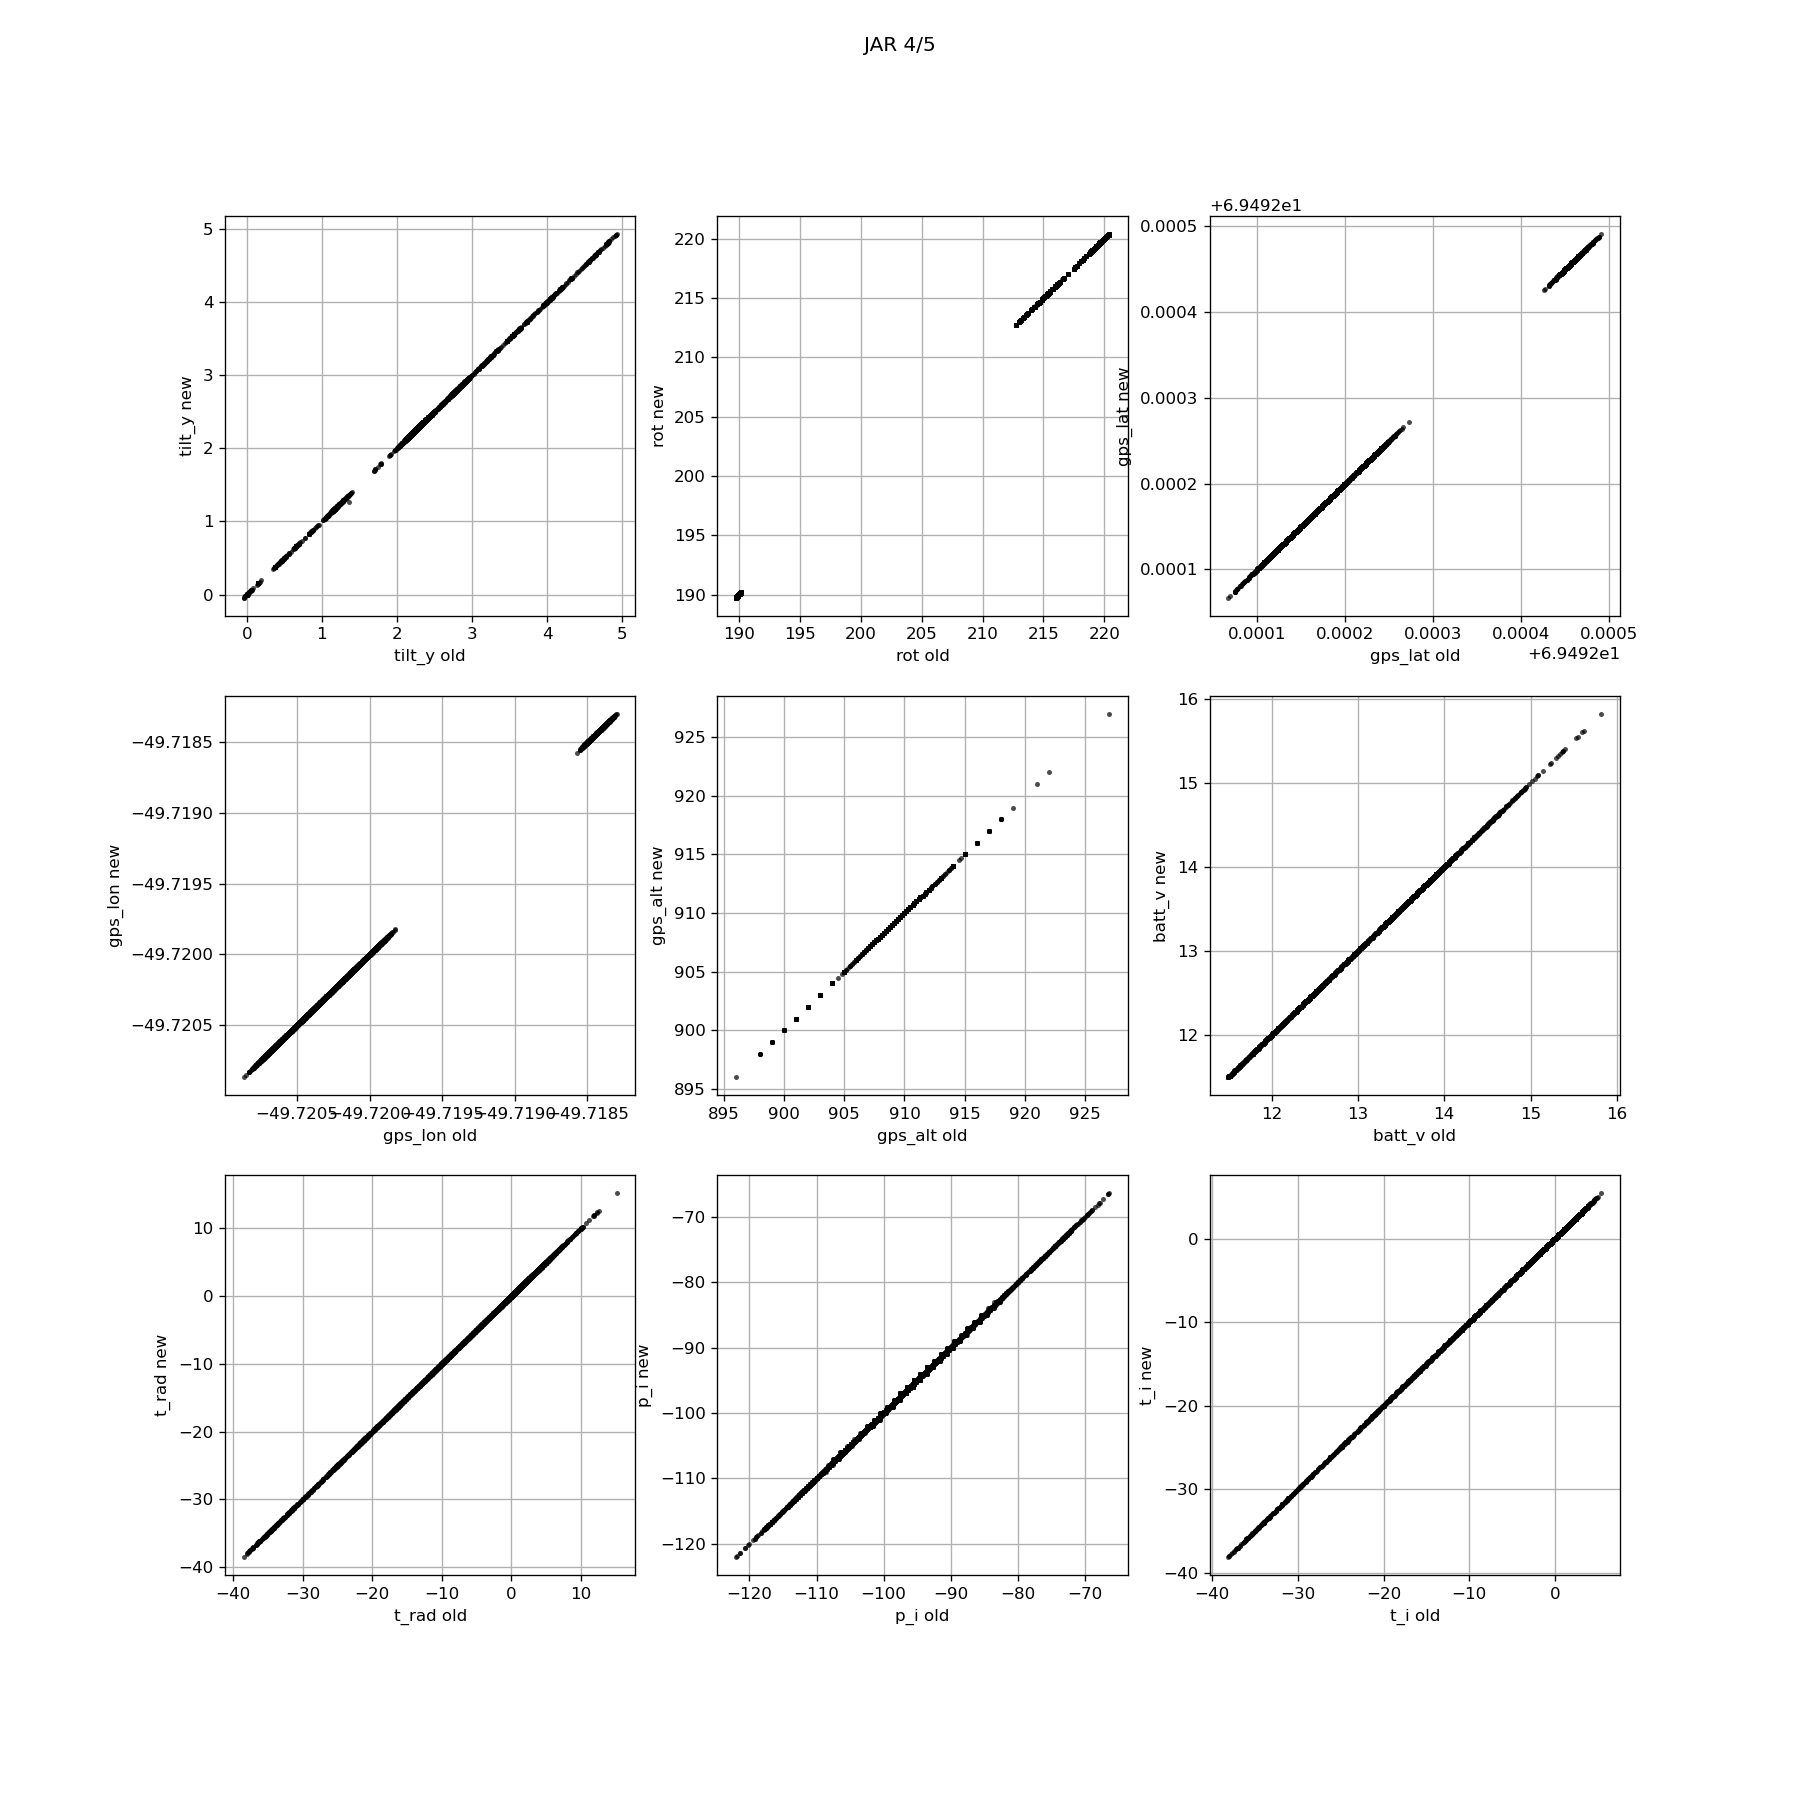 JAR 4/5
5
4
3
2
1
0
tilt_y new
0 1 2 3 4 5
tilt_y old
220
215
210
205
200
195
190
rot new
190 195 200 205 210 215 220
rot old
+6.9492e1
0.0005
0.0004
0.0003
0.0002
0.0001
gps_lat new
0.0001 0.0002 0.0003 0.0004 0.0005
gps_lat old
+6.9492e1
−49.7185
−49.7190
−49.7195
−49.7200
−49.7205
gps_lon new
−49.7205 −49.7200 −49.7195 −49.7190 −49.7185
gps_lon old
925
920
915
910
905
900
895
gps_alt new
895 900 905 910 915 920 925
gps_alt old
16
15
14
13
12
batt_v new
12 13 14 15 16
batt_v old
10
0
−10
−20
−30
−40
t_rad new
−40 −30 −20 −10 0 10
t_rad old
−70
−80
−90
−100
−110
−120
p_i new
−120 −110 −100 −90 −80 −70
p_i old
0
−10
−20
−30
−40
t_i new
−40 −30 −20 −10 0
t_i old